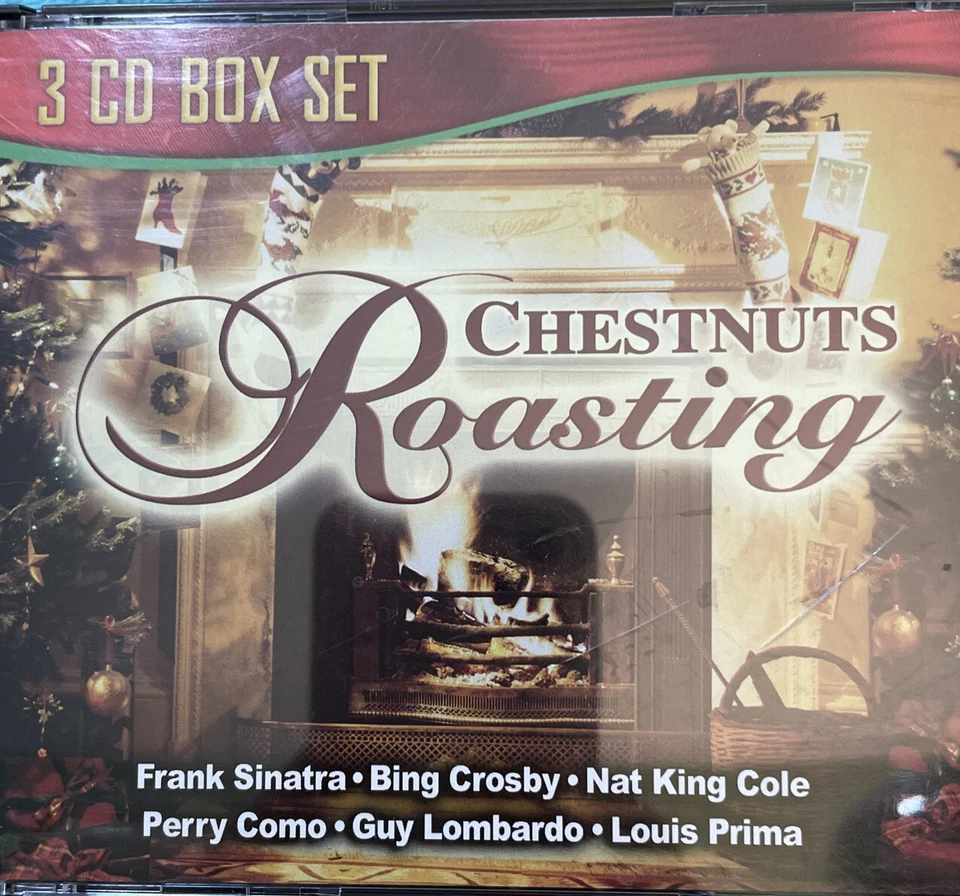 3 CD BOX SET
CHESTNUTS
Roasting
Frank Sinatra • Bing Crosby • Nat King Cole
Perry Como • Guy Lombardo • Louis Prima